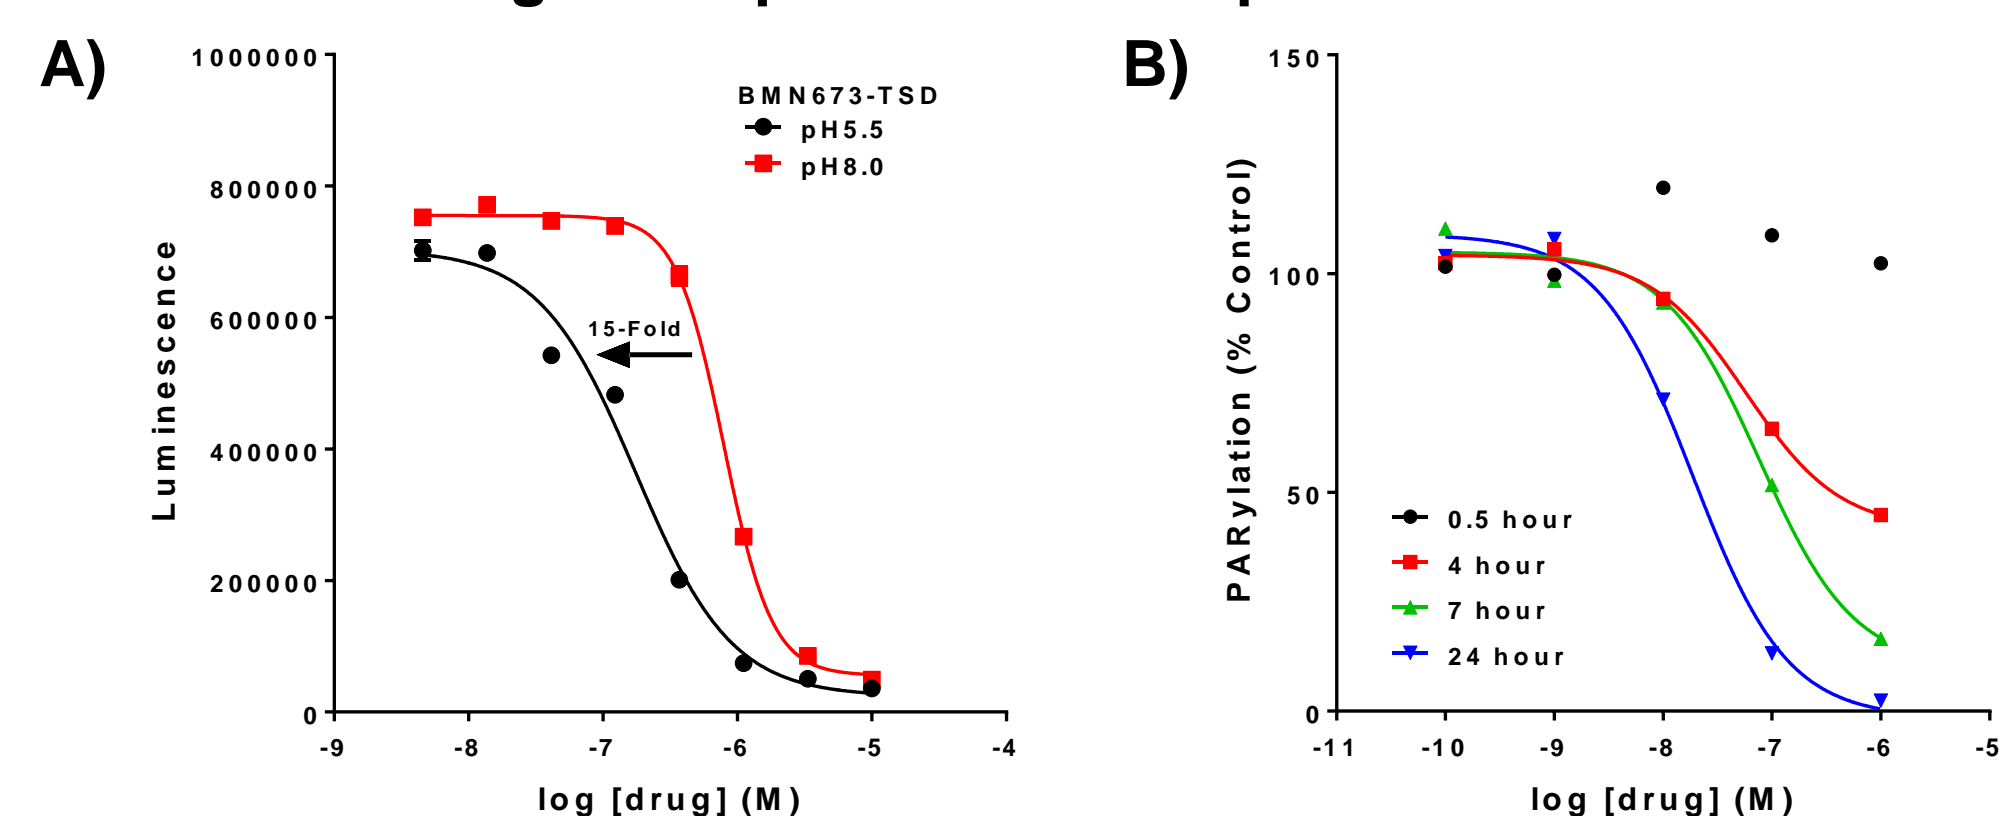 A)
1000000
800000
600000
400000
200000
0
Luminescence
BMN673-TSD
pH5.5
pH8.0
15-Fold
-9 -8 -7 -6 -5 -4
log [drug] (M)
B)
150
100
50
0
PARylation (% Control)
0.5 hour
4 hour
7 hour
24 hour
-11 -10 -9 -8 -7 -6 -5
log [drug] (M)